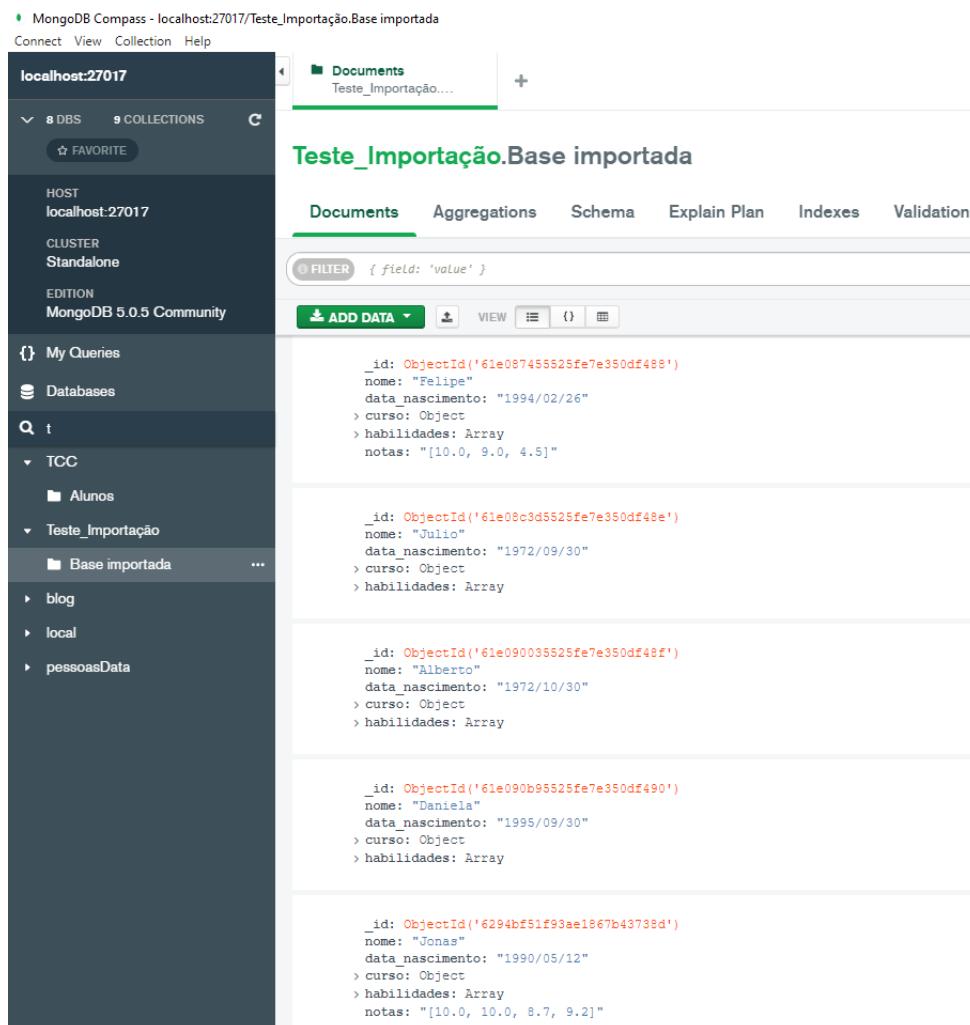 MongoDB Compass - localhost:27017/Teste_Importação.Base importada
Connect View Collection Help
localhost:27017
8 DBS 9 COLLECTIONS
FAVORITE
HOST
localhost:27017
CLUSTER
Standalone
EDITION
MongoDB 5.0.5 Community
My Queries
Databases
t
TCC
Alunos
Teste_Importação
Base importada
blog
local
pessoasData
Documents
Teste_Importação....
Teste_Importação.Base importada
Documents Aggregations Schema Explain Plan Indexes Validation
FILTER { field: 'value' }
ADD DATA VIEW {}
_id: ObjectId('61e087455525fe7e350df488')
nome: "Felipe"
data_nascimento: "1994/02/26"
curso: Object
habilidades: Array
notas: "[10.0, 9.0, 4.5]"
_id: ObjectId('61e08c3d5525fe7e350df48e')
nome: "Julio"
data_nascimento: "1972/09/30"
curso: Object
habilidades: Array
_id: ObjectId('61e090035525fe7e350df48f')
nome: "Alberto"
data_nascimento: "1972/10/30"
curso: Object
habilidades: Array
_id: ObjectId('61e090b95525fe7e350df490')
nome: "Daniela"
data_nascimento: "1995/09/30"
curso: Object
habilidades: Array
_id: ObjectId('6294bf51f93ae1867b43738d')
nome: "Jonas"
data_nascimento: "1990/05/12"
curso: Object
habilidades: Array
notas: "[10.0, 10.0, 8.7, 9.2]"